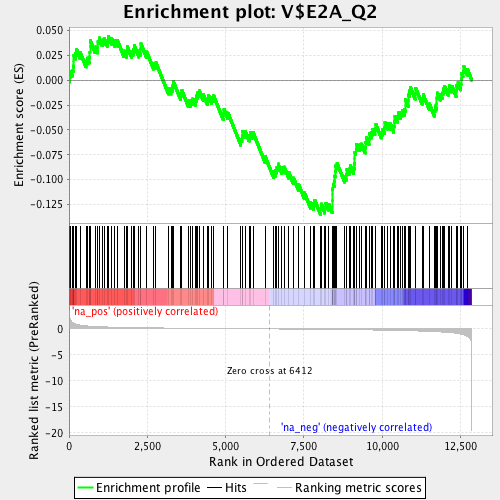 Enrichment plot: V$E2A_Q2
Enrichment score (ES)
0.050
0.025
0.000
-0.025
-0.050
-0.075
-0.100
-0.125
'na_pos' (positively correlated)
Ranked list metric (PreRanked)
0
-5
-10
-15
-20
Zero cross at 6412
'na_neg' (negatively correlated)
0
2,500
5,000
7,500
10,000
12,500
Rank in Ordered Dataset
Enrichment profile
Hits
Ranking metric scores